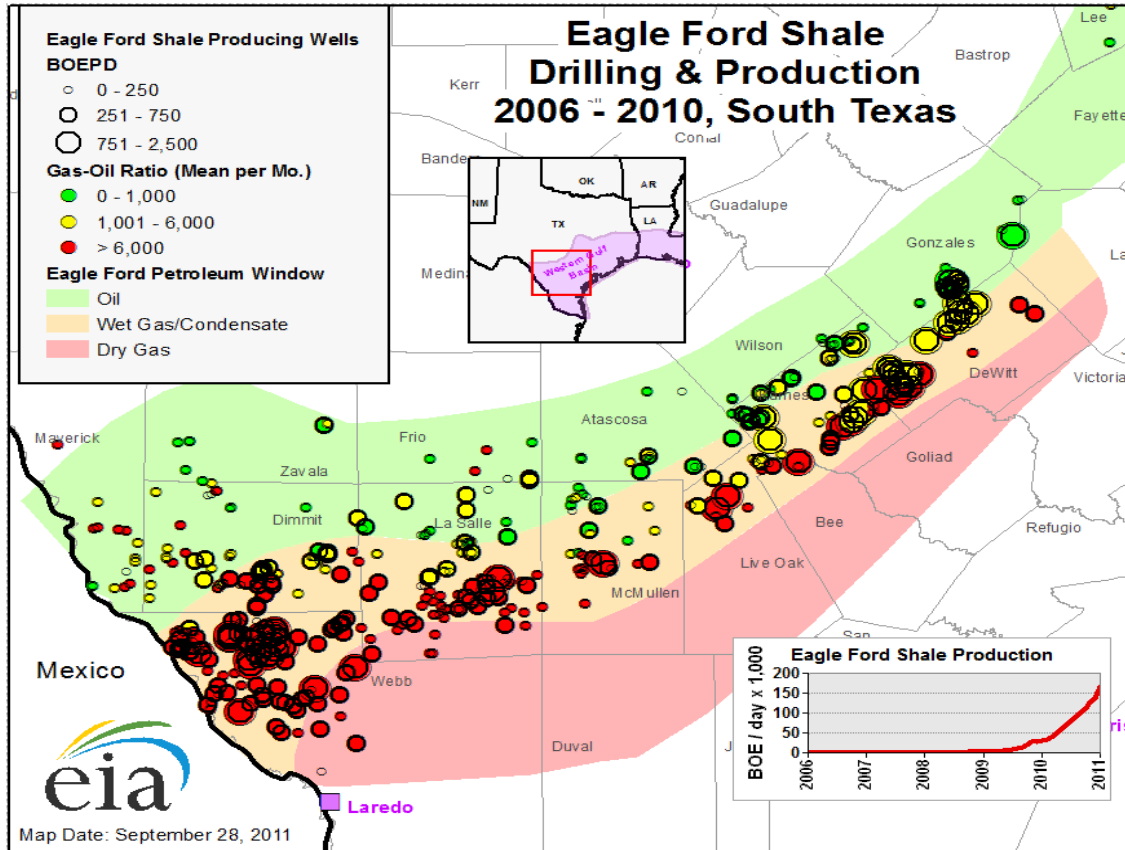 Eagle Ford Shale
Drilling & Production
2006 - 2010, South Texas
Eagle Ford Shale Producing Wells
BOEPD
0 - 250
251 - 750
751 - 2,500
Gas-Oil Ratio (Mean per Mo.)
0 - 1,000
1,001 - 6,000
> 6,000
Eagle Ford Petroleum Window
Oil
Wet Gas/Condensate
Dry Gas
Lee
Bastrop
Kerr
Fayette
Bander
Guadalupe
Gonzales
Medina
NM
OK
AR
TX
LA
Western Gulf
Basin
Wilson
DeWitt
Victoria
Atascosa
Maverick
Frio
Zavala
Goliad
Dimmit
La Salle
Bee
Refugio
Live Oak
McMullen
San
Mexico
Webb
Duval
Laredo
Eagle Ford Shale Production
BOE / day x 1,000
200
150
100
50
0
2006
2007
2008
2009
2010
2011
eia
Map Date: September 28, 2011